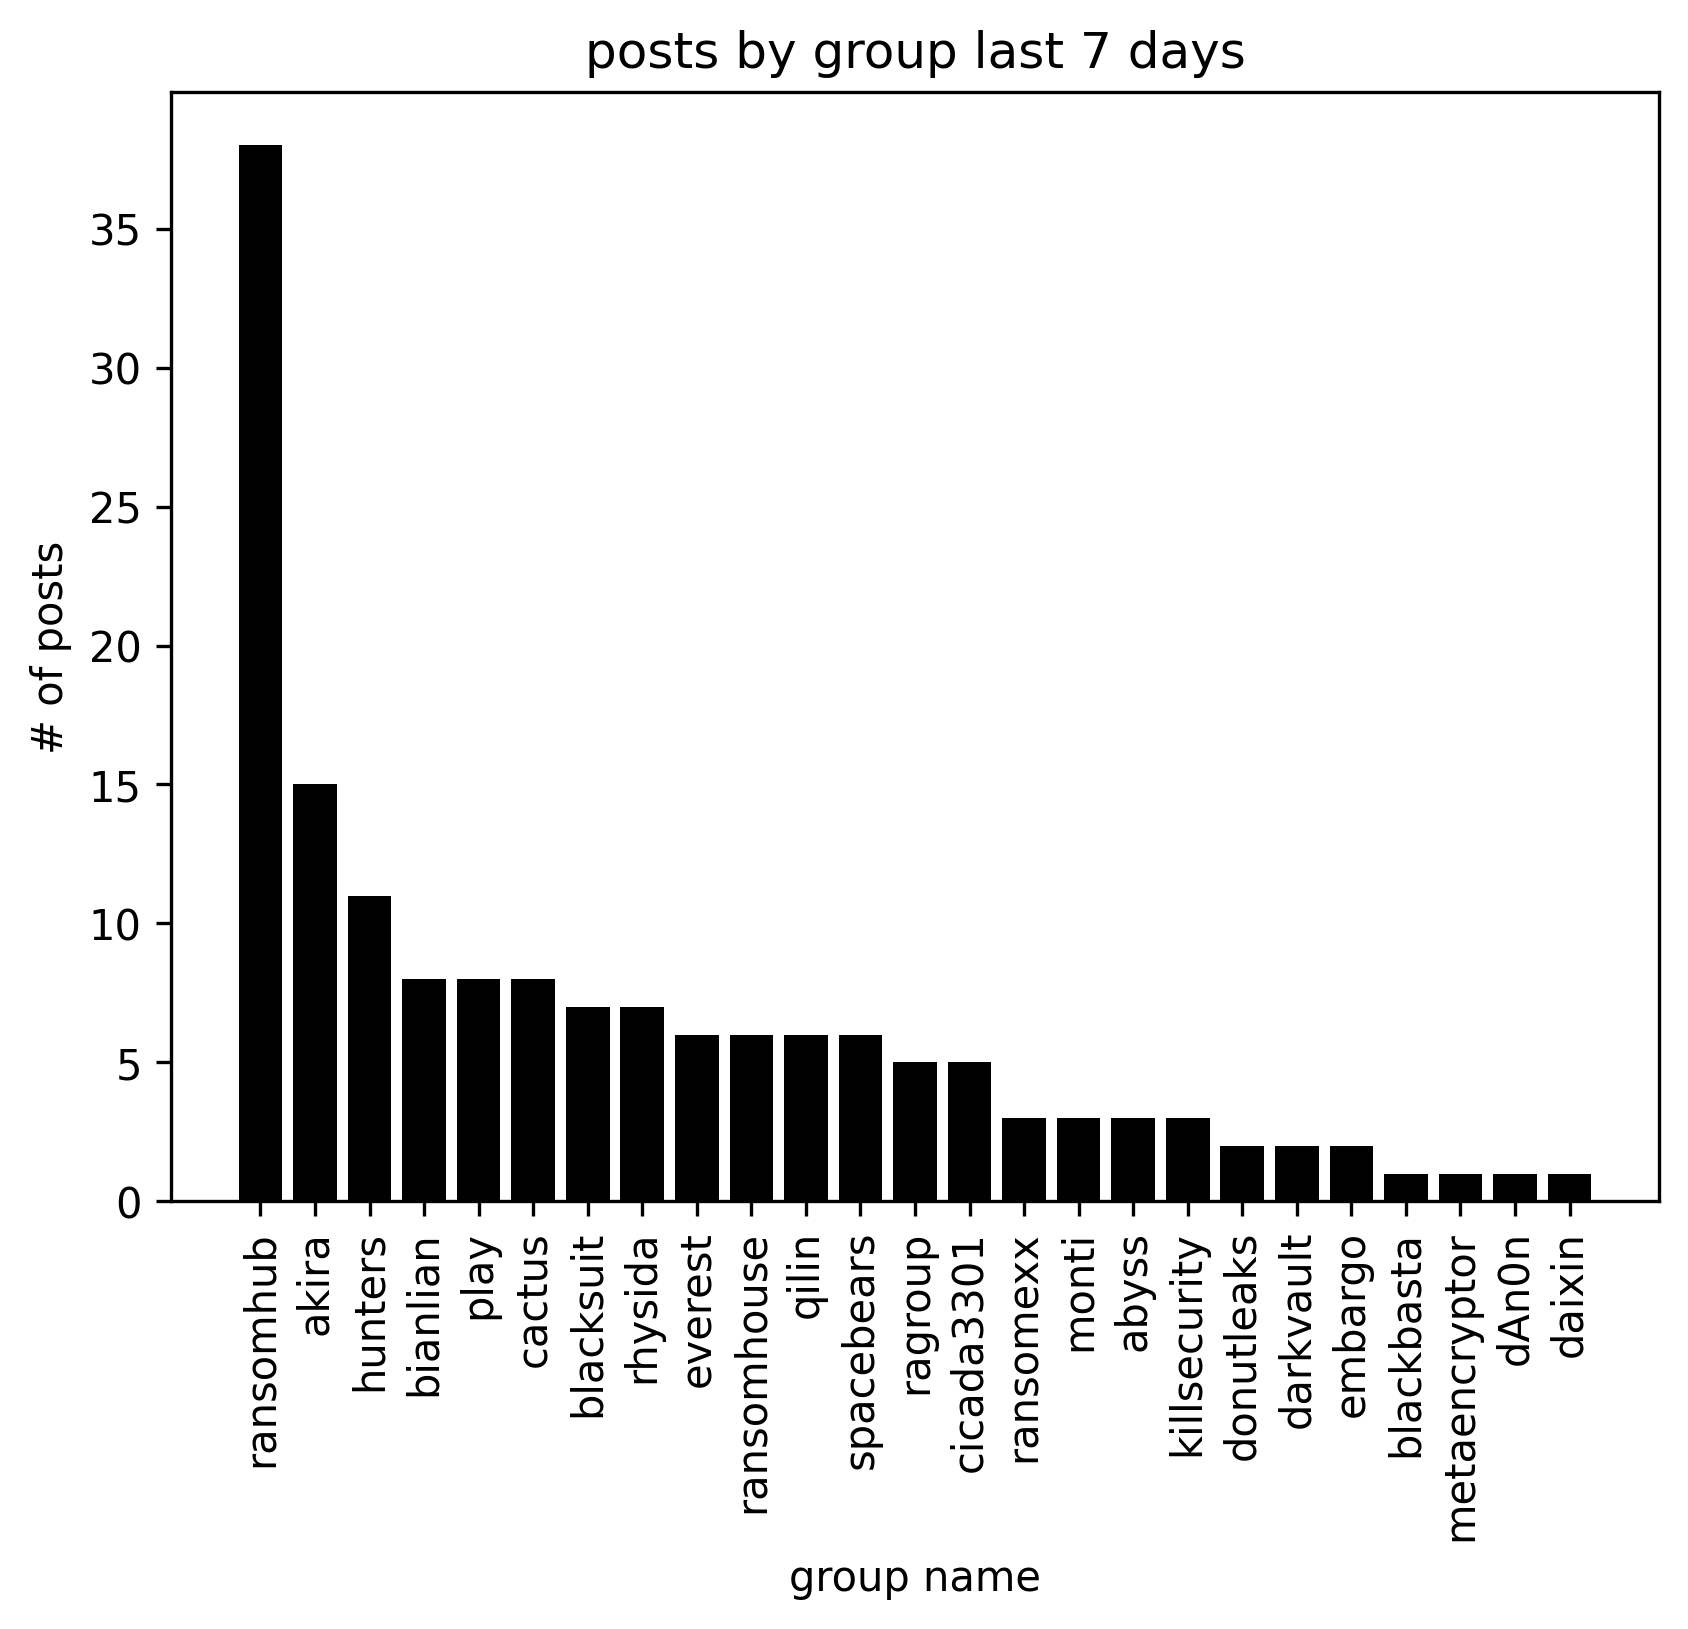 posts by group last 7 days
# of posts
35
30
25
20
15
10
5
0
ransomhub
akira
hunters
bianlian
play
cactus
blacksuit
rhysida
everest
ransomhouse
qilin
spacebears
ragroup
cicada3301
ransomexx
monti
abyss
killsecurity
donutleaks
darkvault
embargo
blackbasta
metaencryptor
dAn0n
daixin
group name